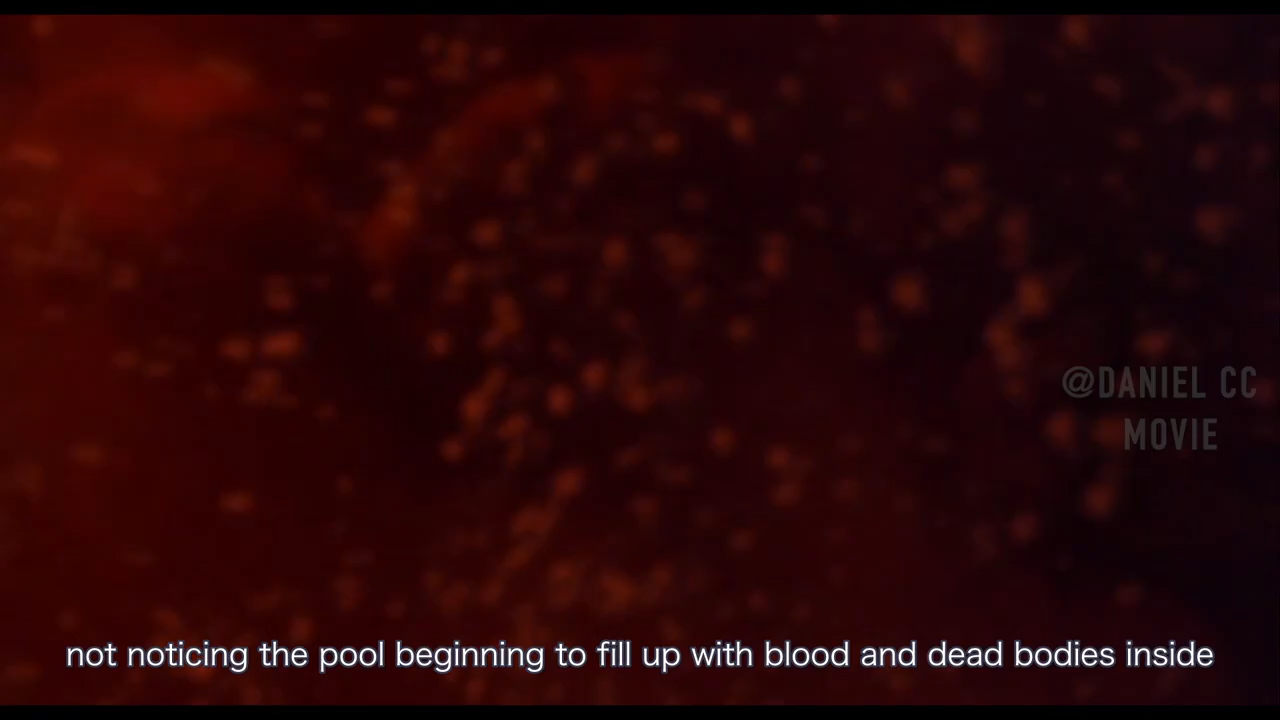 @DANIEL CC
MOVIE
not noticing the pool beginning to fill up with blood and dead bodies inside